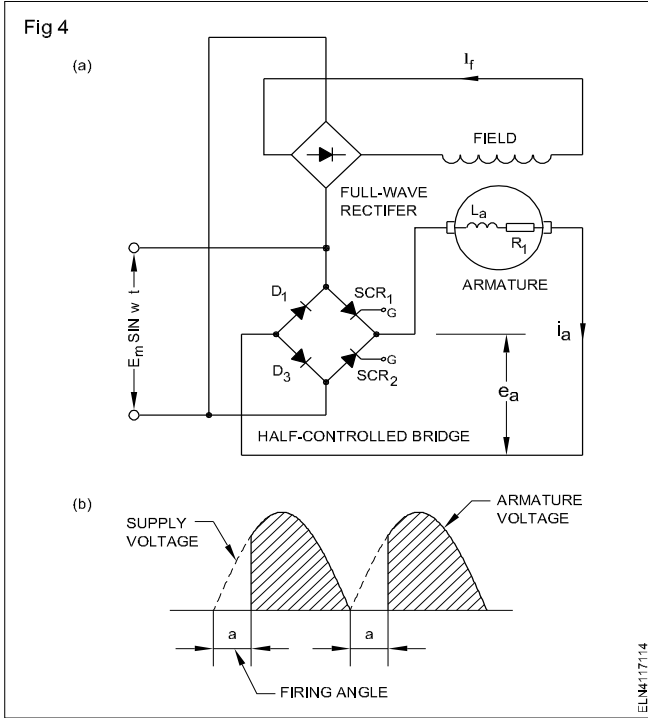 Fig 4
(a)
I_f
FIELD
FULL-WAVE
RECTIFER
L_a
R_1
ARMATURE
E_m SIN w t
D_1
SCR_1
G
D_3
SCR_2
G
i_a
e_a
HALF-CONTROLLED BRIDGE
(b)
SUPPLY
VOLTAGE
ARMATURE
VOLTAGE
a
a
FIRING ANGLE
ELN4117114